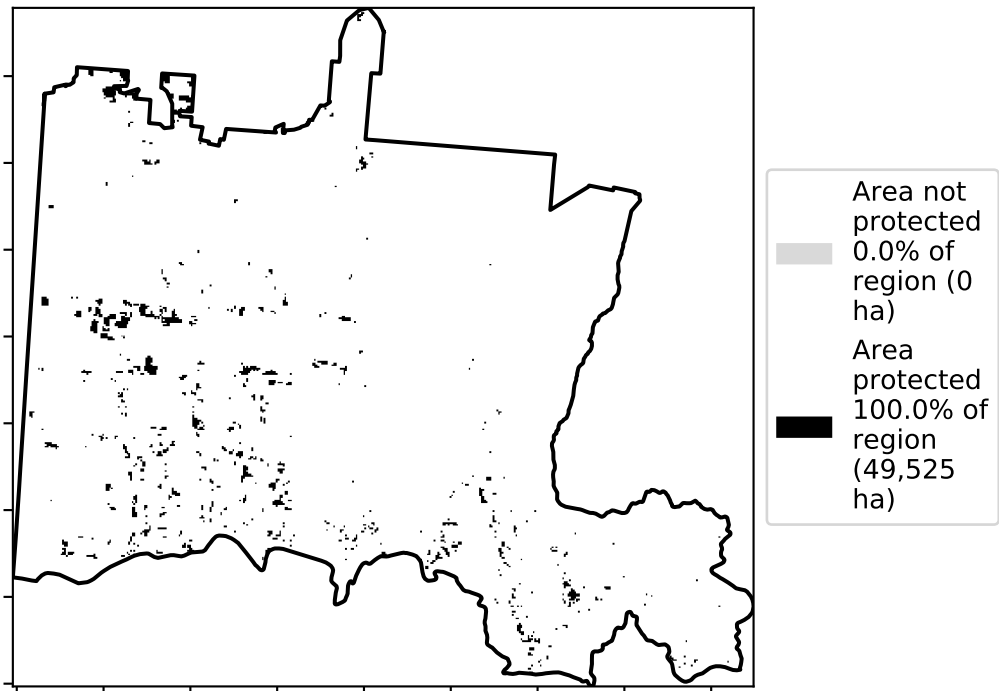 Area not
protected
0.0% of
region (0
ha)
Area
protected
100.0% of
region
(49,525
ha)